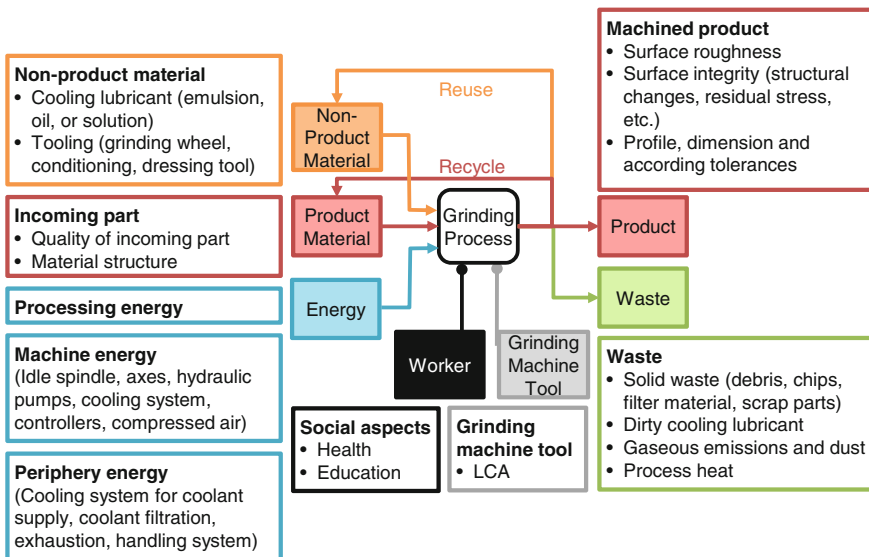 Non-product material
• Cooling lubricant (emulsion,
oil, or solution)
• Tooling (grinding wheel,
conditioning, dressing tool)
Incoming part
• Quality of incoming part
• Material structure
Processing energy
Machine energy
(Idle spindle, axes, hydraulic
pumps, cooling system,
controllers, compressed air)
Periphery energy
(Cooling system for coolant
supply, coolant filtration,
exhaustion, handling system)
Reuse
Non-
Product
Material
Recycle
Product
Material
Grinding
Process
Energy
Worker
Grinding
Machine
Tool
Social aspects
• Health
• Education
Grinding
machine tool
• LCA
Machined product
• Surface roughness
• Surface integrity (structural
changes, residual stress,
etc.)
• Profile, dimension and
according tolerances
Product
Waste
Waste
• Solid waste (debris, chips,
filter material, scrap parts)
• Dirty cooling lubricant
• Gaseous emissions and dust
• Process heat